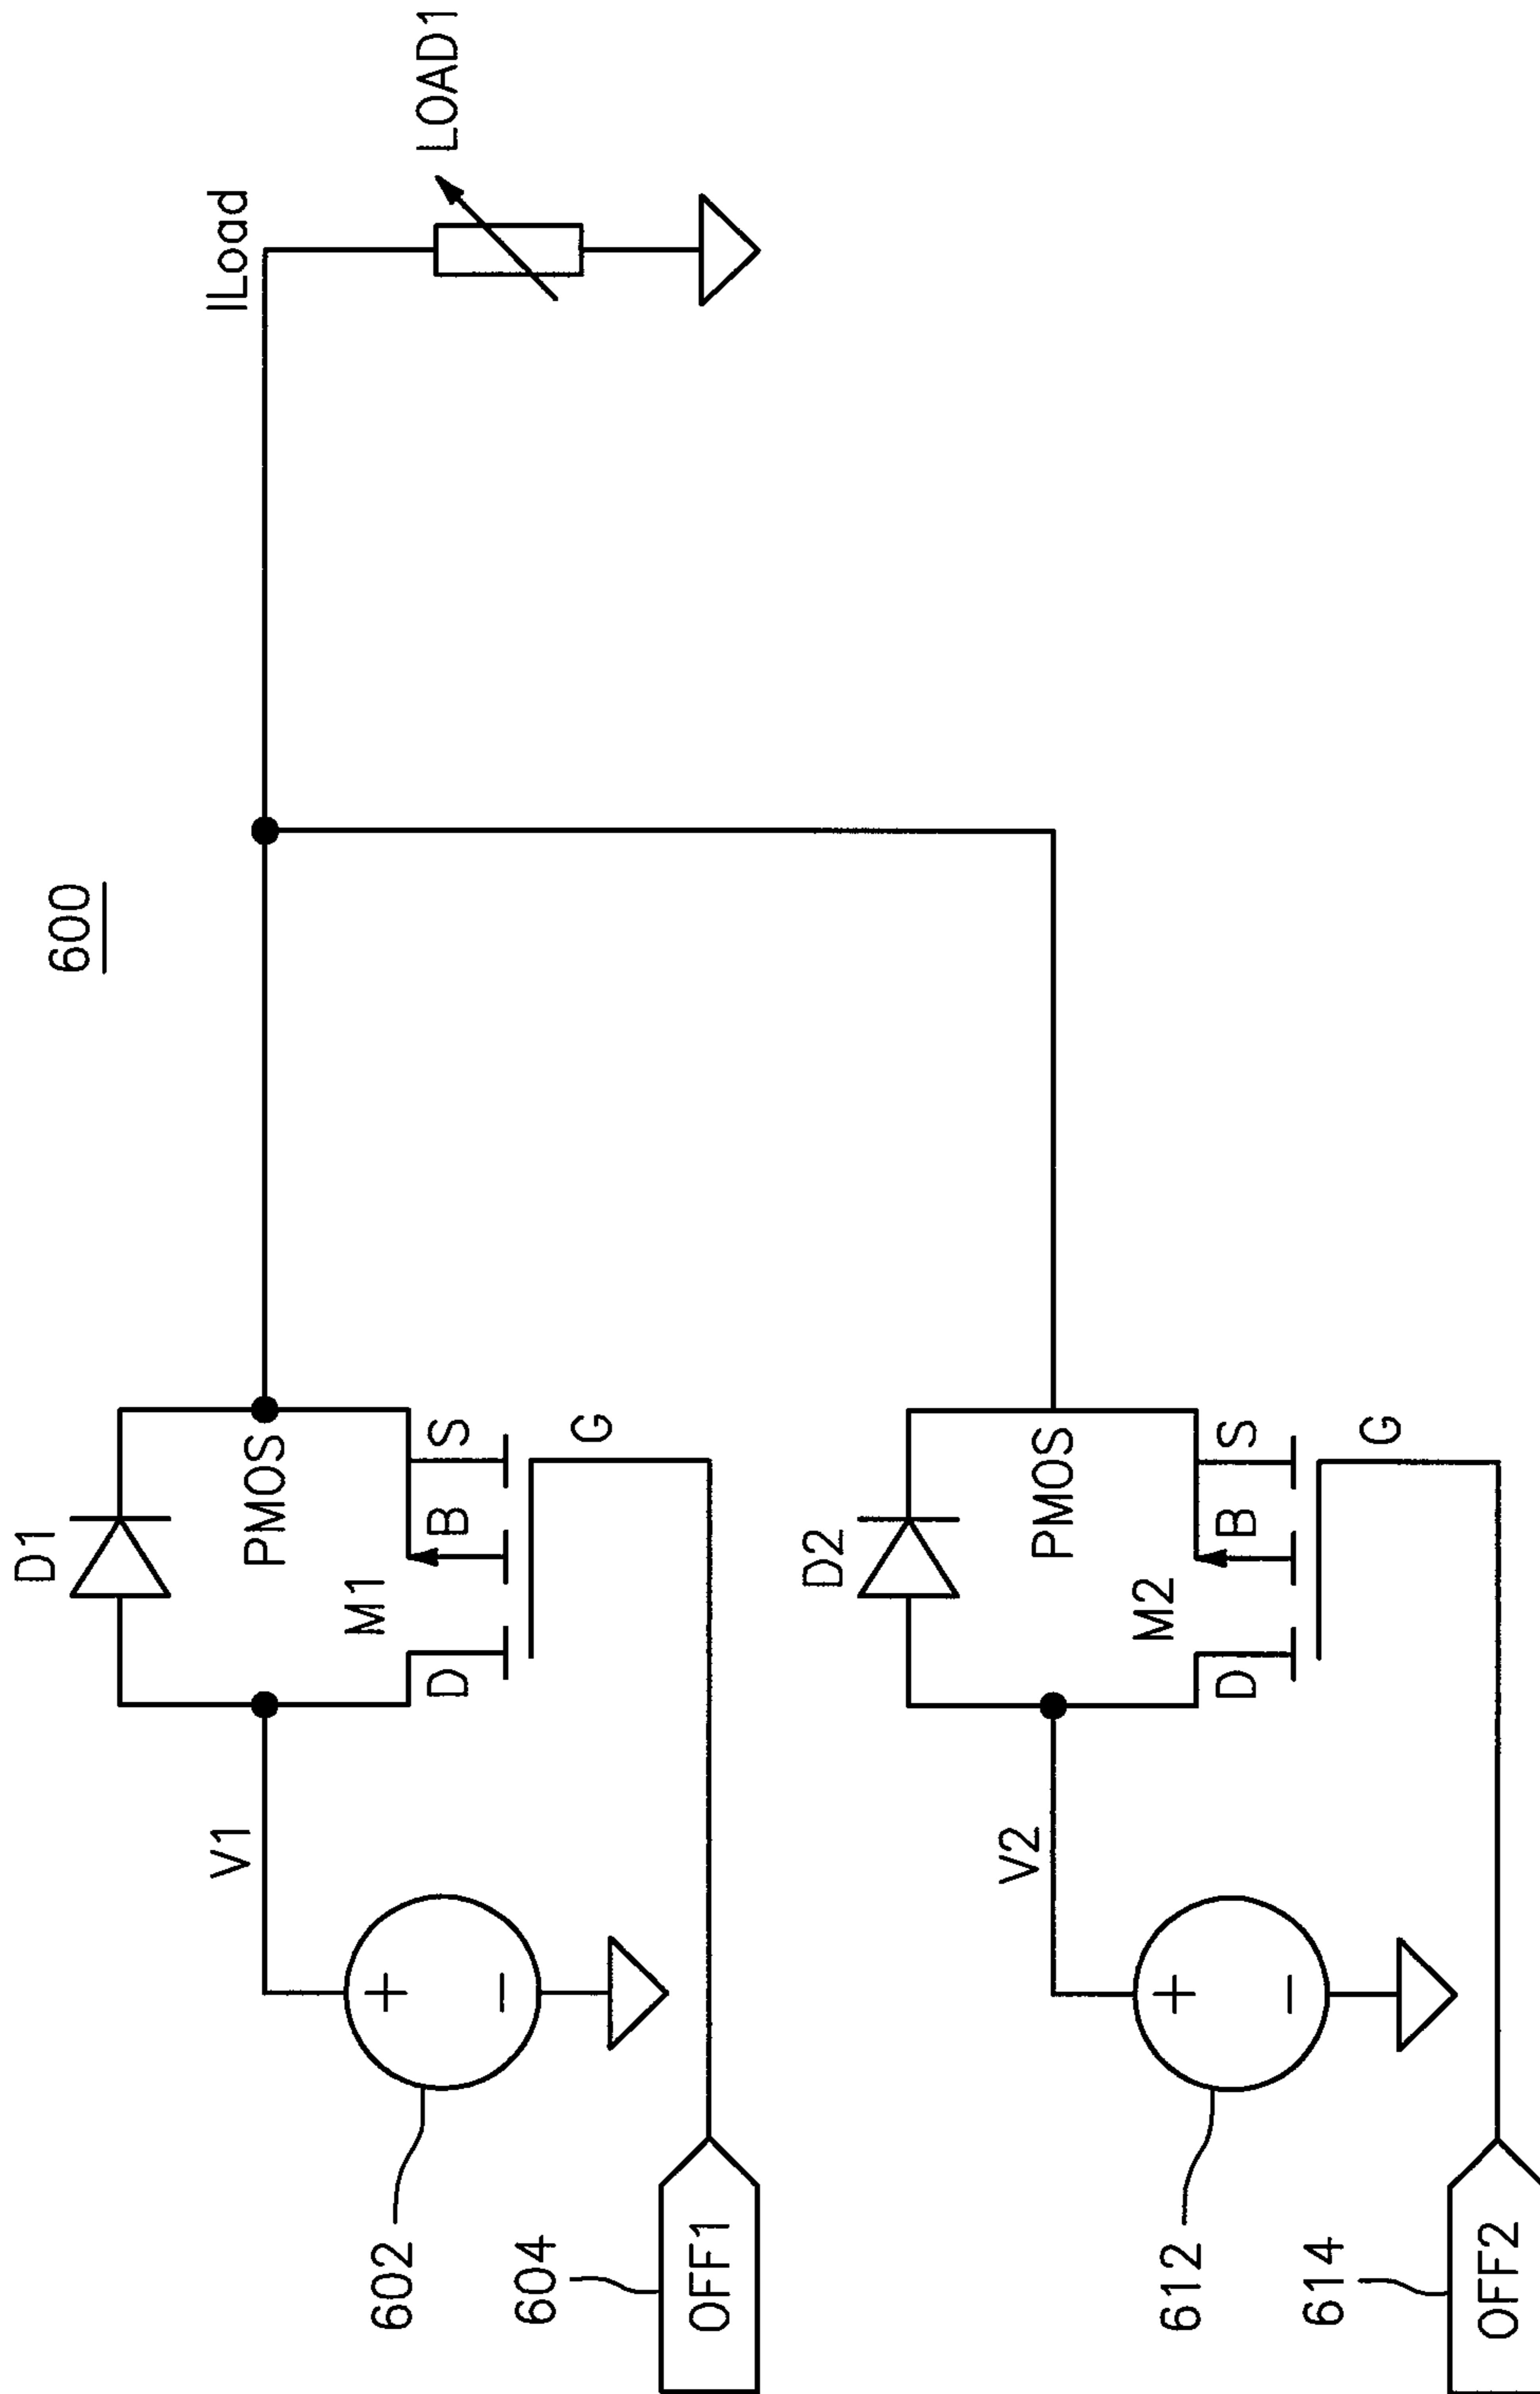 600
D1
PMOS
M1
D
B
S
G
V1
+
-
602
604
OFF1
ILoad
LOAD1
D2
PMOS
M2
D
B
S
G
V2
+
-
612
614
OFF2